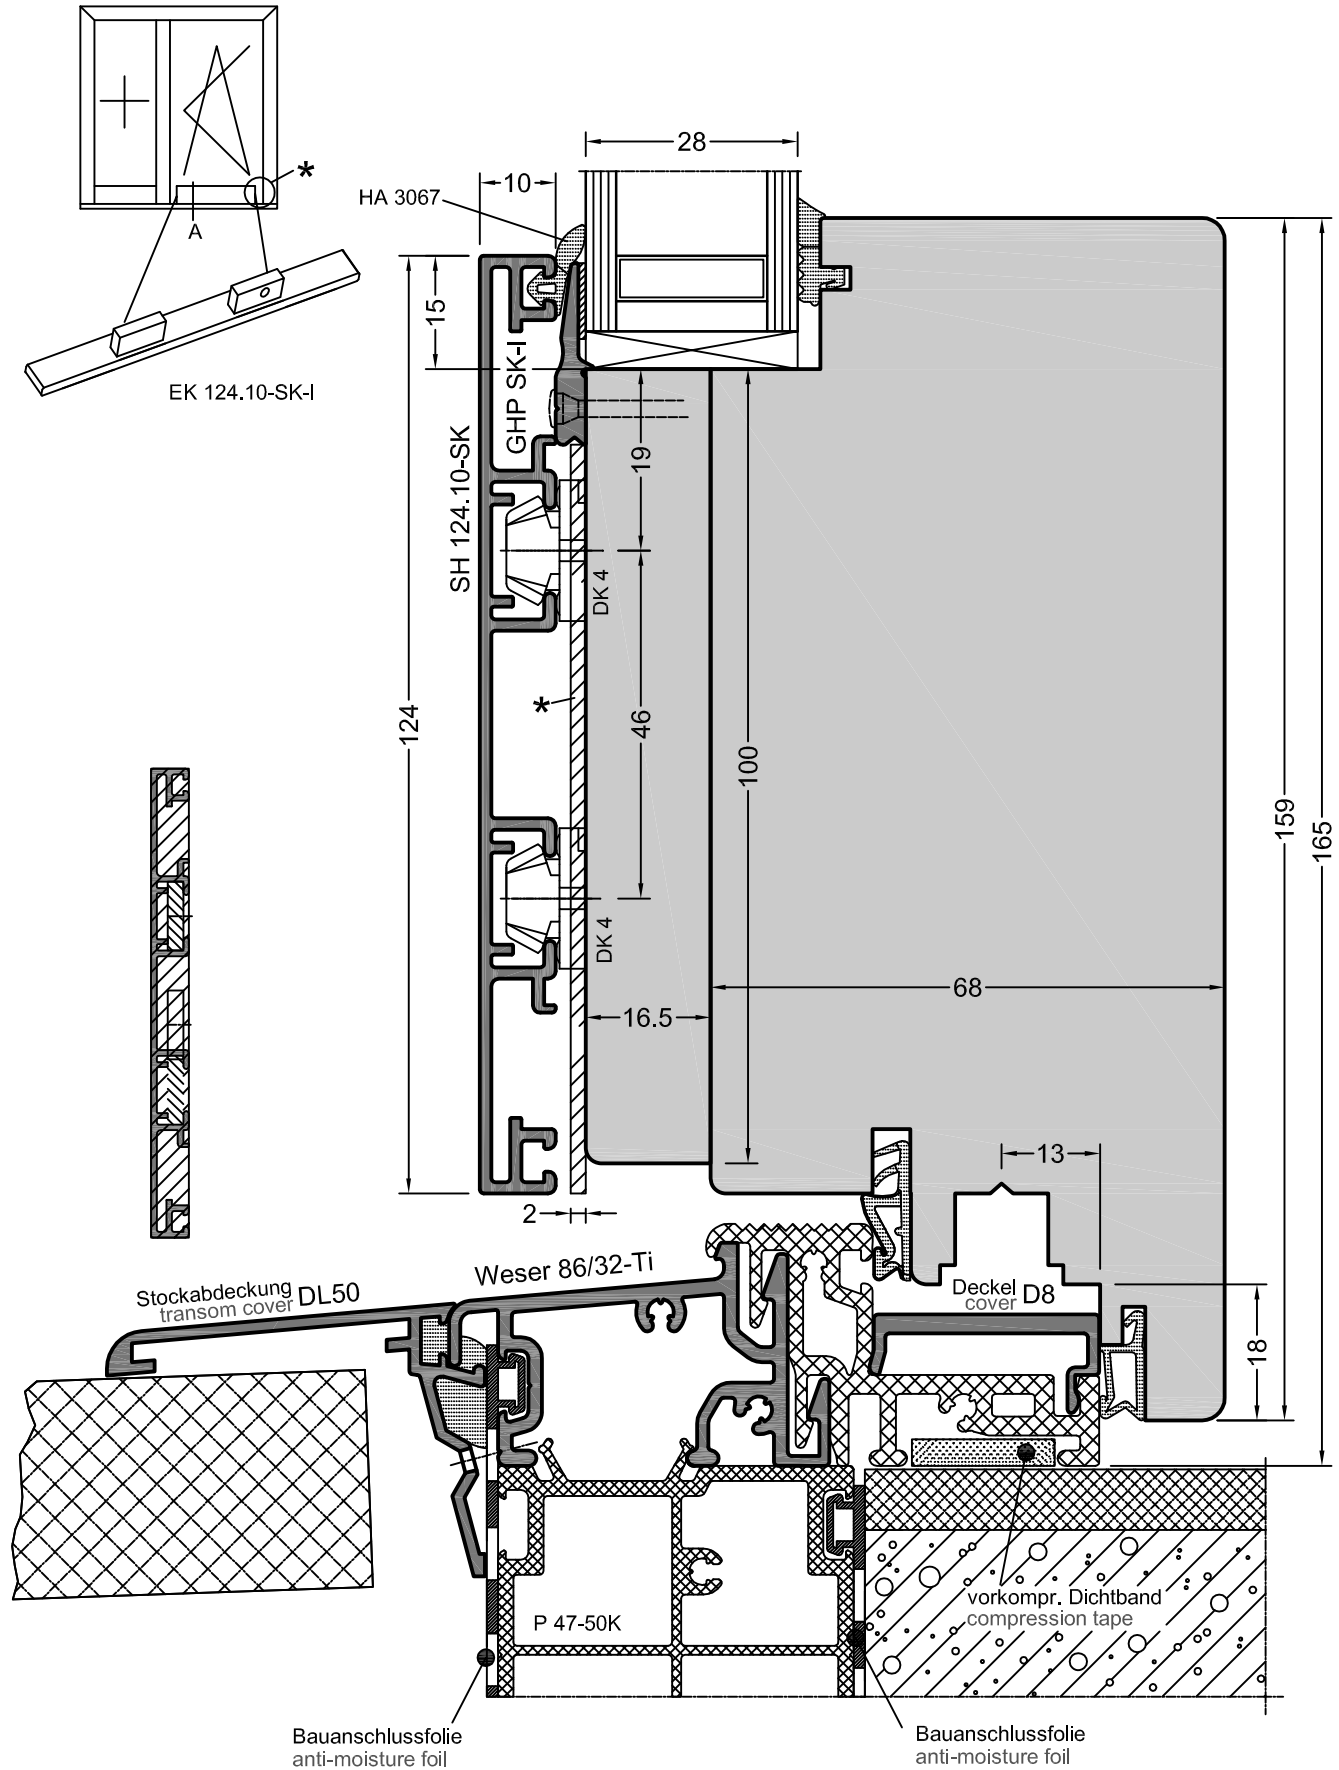 *
A
EK 124.10-SK-I
28
10
HA 3067
15
GHP SK-I
SH 124.10-SK
19
DK 4
*
46
124
100
159
165
DK 4
16.5
68
13
2
Weser 86/32-Ti
Stockabdeckung
transom cover DL50
Deckel
cover D8
18
P 47-50K
vorkompr. Dichtband
compression tape
Bauanschlussfolie
anti-moisture foil
Bauanschlussfolie
anti-moisture foil